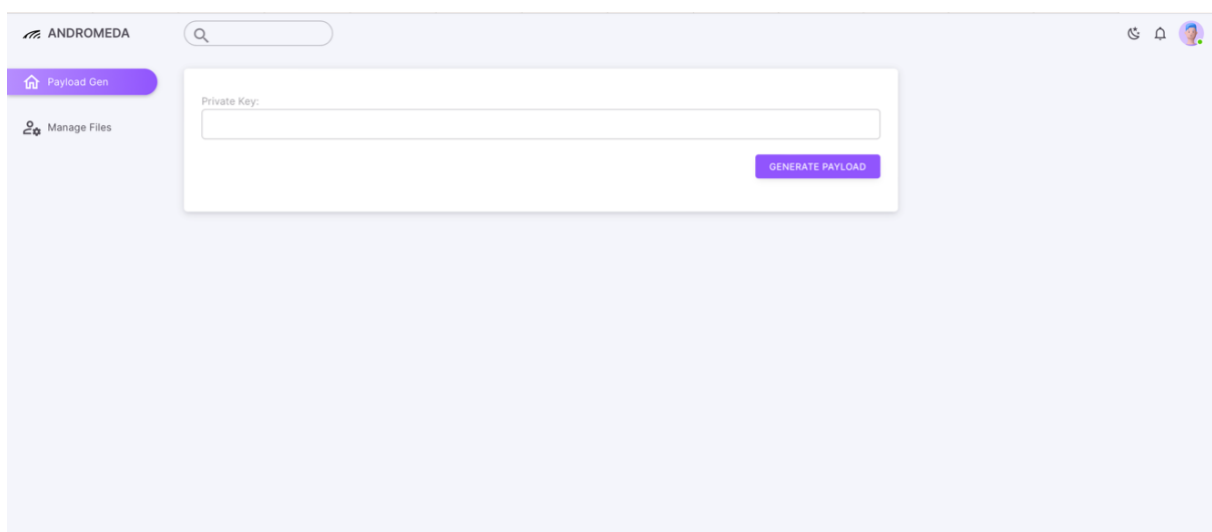 ANDROMEDA
Payload Gen
Manage Files
Private Key:
GENERATE PAYLOAD